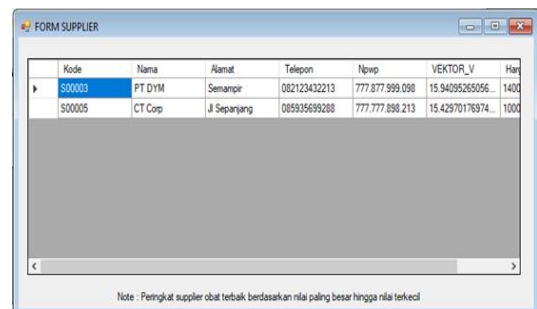 FORM SUPPLIER
Kode Nama Alamat Telepon Npwp VEKTOR_V Harg
S00003 PT DYM Semampir 082123432213 777.877.999.098 15.94095265056... 1400
S00005 CT Corp Jl Sepanjang 085935699288 777.777.898.213 15.42970176974... 1000
Note : Peringkat supplier obat terbaik berdasarkan nilai paling besar hingga nilai terkecil